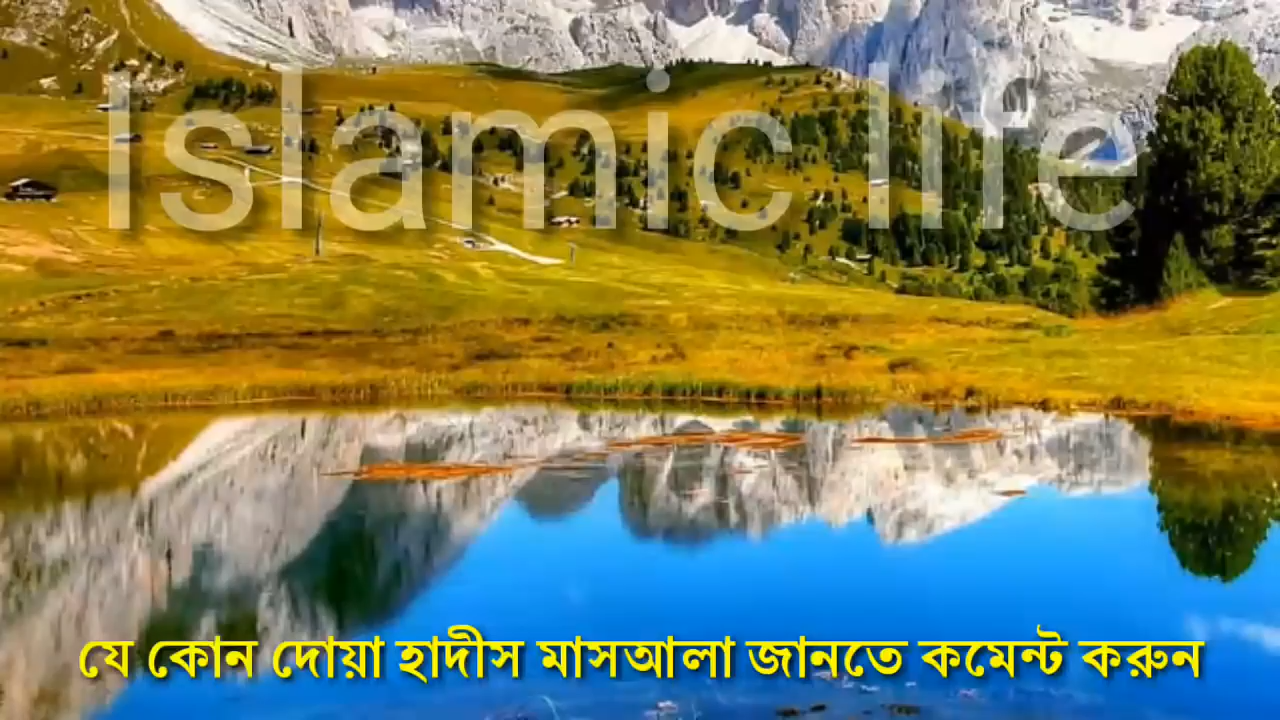 Islamic life
যে কোন দোয়া হাদীস মাসআলা জানতে কমেন্ট করুন